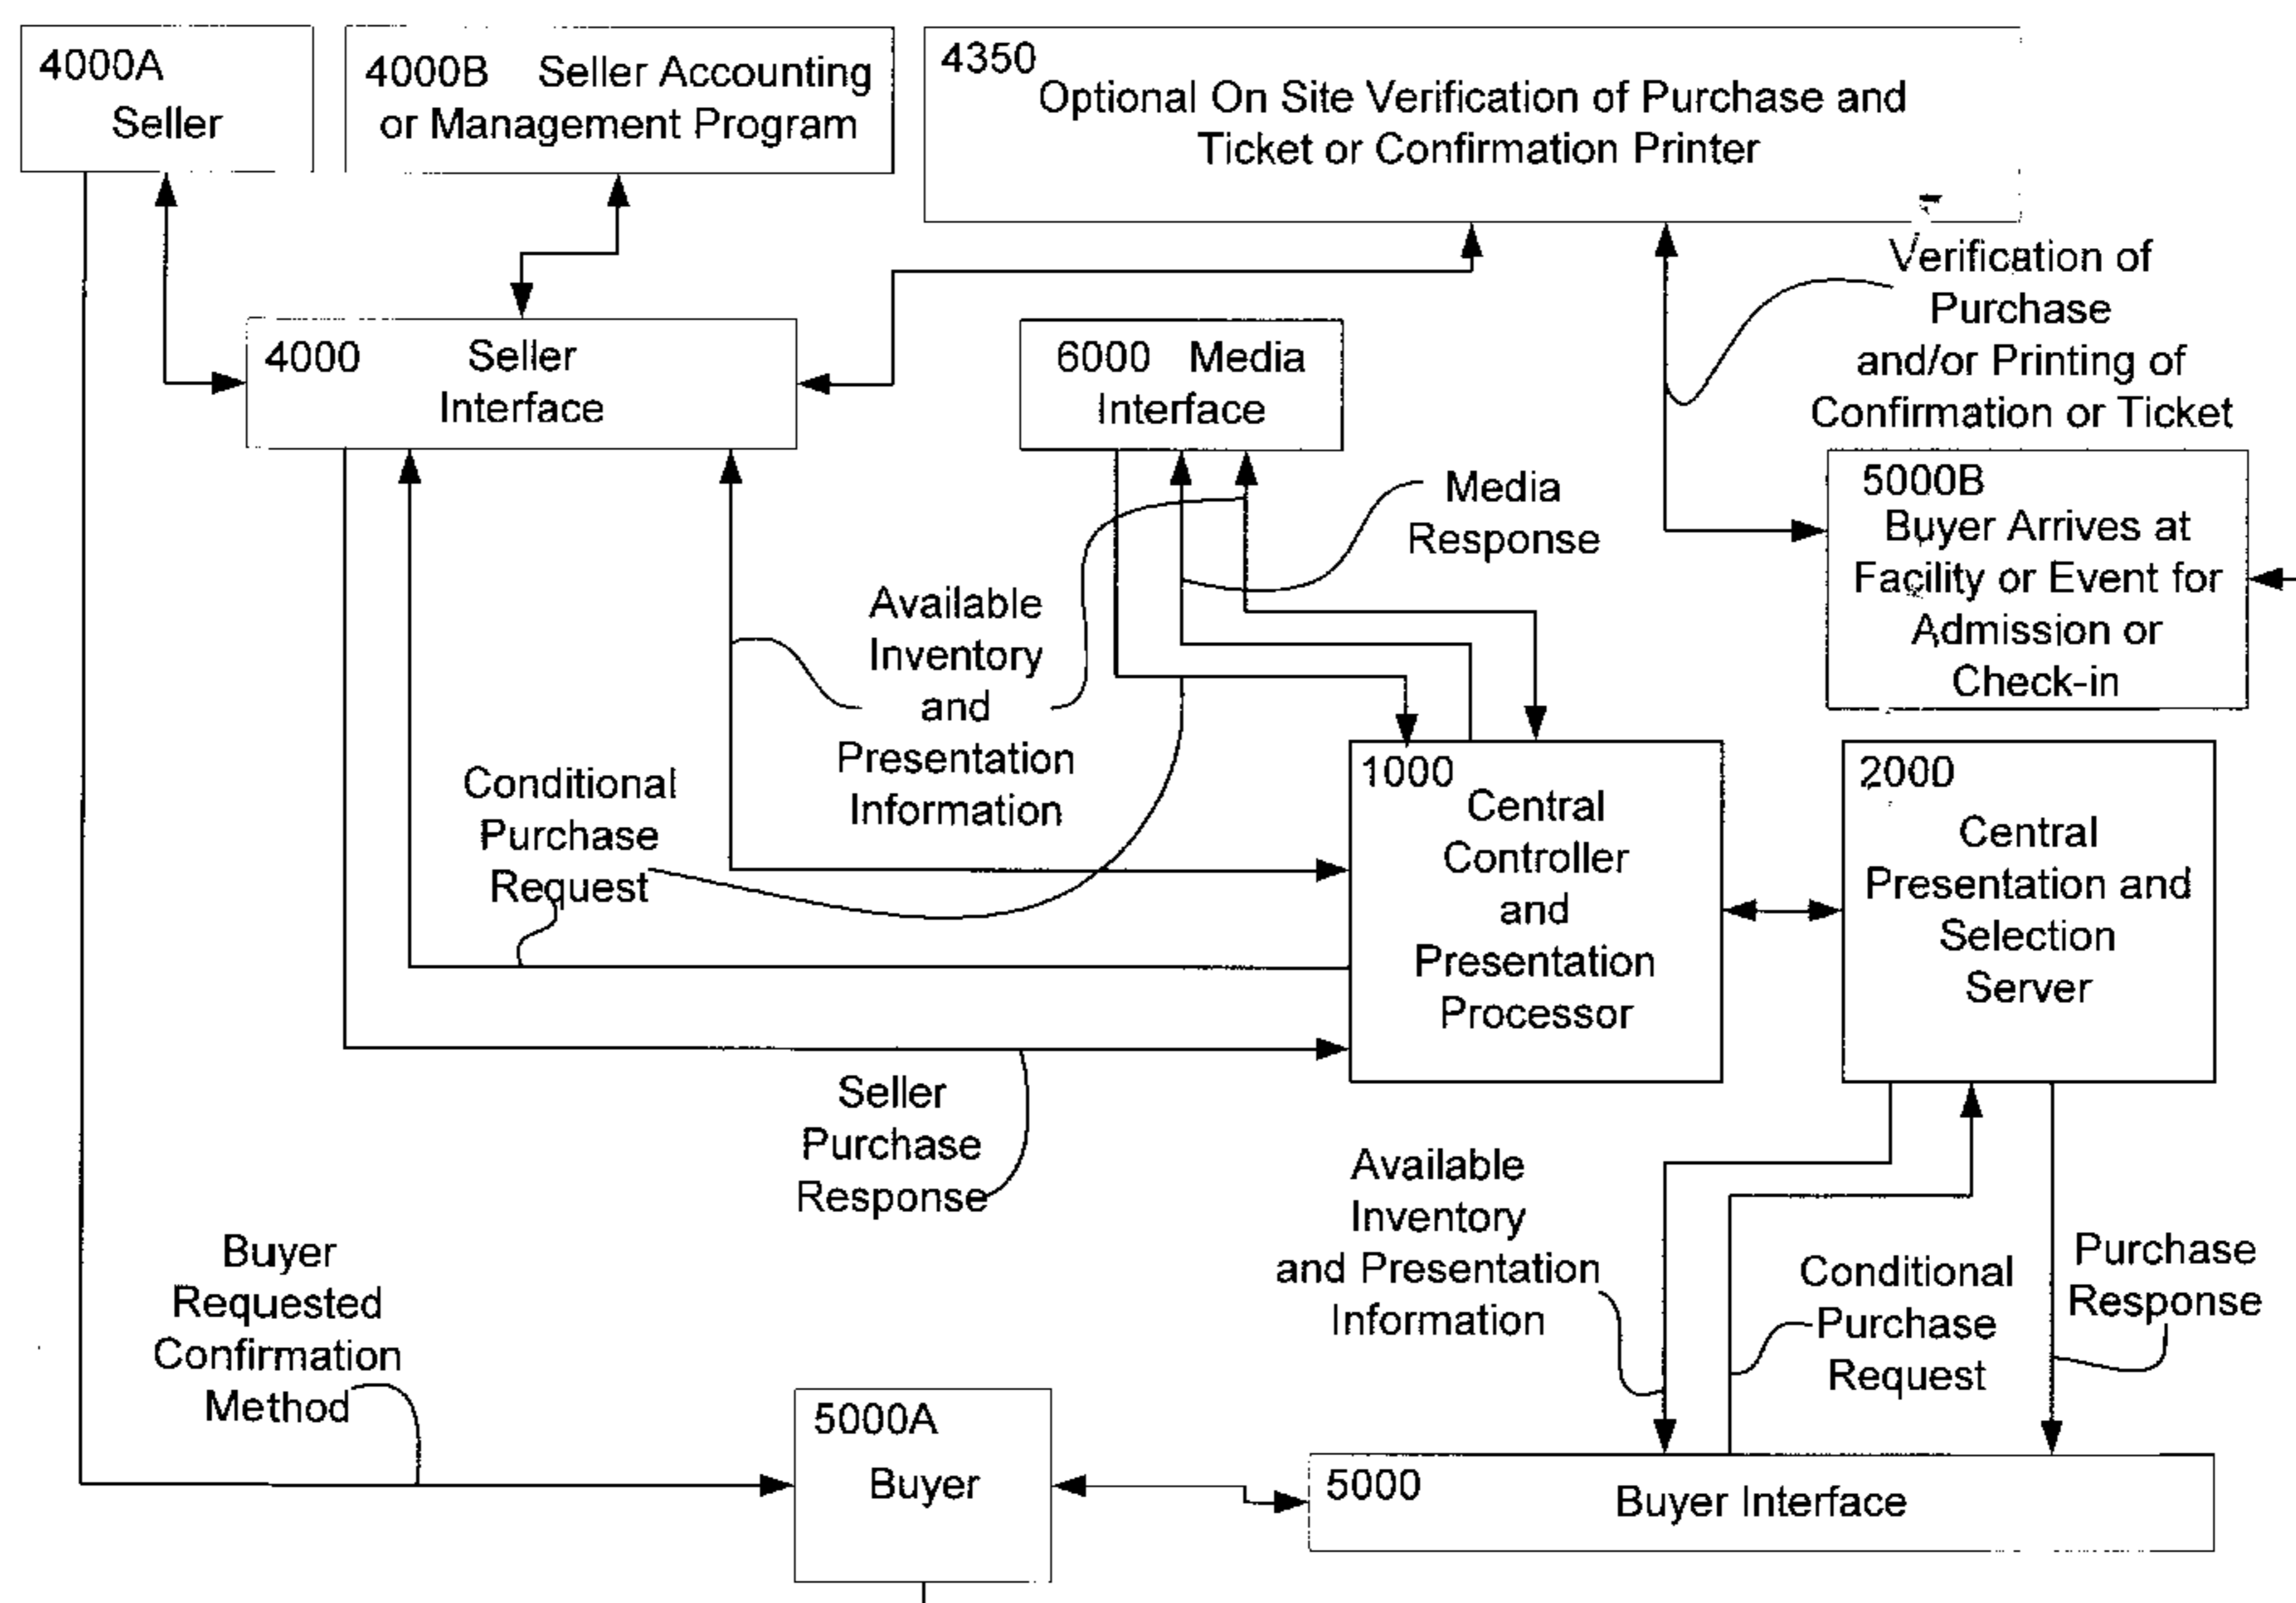 4000A
Seller
4000B Seller Accounting
or Management Program
4350
Optional On Site Verification of Purchase and
Ticket or Confirmation Printer
Verification of
Purchase
and/or Printing of
Confirmation or Ticket
4000 Seller
Interface
6000 Media
Interface
Media
Response
5000B
Buyer Arrives at
Facility or Event for
Admission or
Check-in
Available
Inventory
and
Presentation
Information
Conditional
Purchase
Request
1000
Central
Controller
and
Presentation
Processor
2000
Central
Presentation and
Selection
Server
Seller
Purchase
Response
Available
Inventory
and Presentation
Information
Conditional
Purchase
Request
Purchase
Response
Buyer
Requested
Confirmation
Method
5000A
Buyer
5000 Buyer Interface